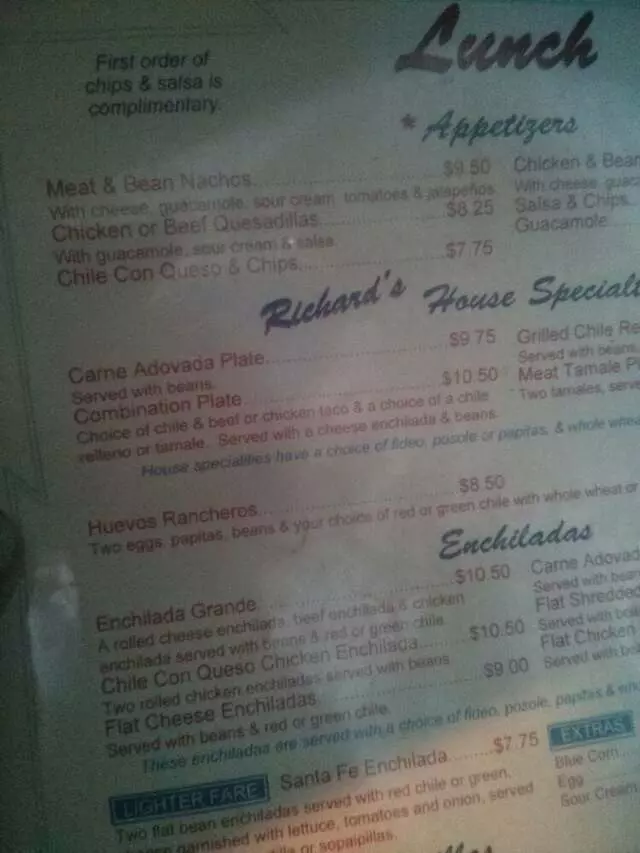 First order of
chips & salsa is
complimentary.
Lunch
* Appetizers
Meat & Bean Nachos $9.50
With cheese, guacamole, sour cream, tomatoes & jalapeños
Chicken or Beef Quesadillas $8.25
With guacamole, sour cream & salsa
Chile Con Queso & Chips $7.75
Chicken & Bean
With cheese, guac
Salsa & Chips
Guacamole
Richard's House Specialt
Carne Adovada Plate $9.75
Served with beans.
Combination Plate $10.50
Choice of chile & beef or chicken taco & a choice of a chile
relleno or tamale. Served with a cheese enchilada & beans.
Grilled Chile Re
Served with beans.
Meat Tamale Pl
Two tamales, serve
House specialties have a choice of fideo, posole or papitas, & whole whea
Huevos Rancheros $8.50
Two eggs, papitas, beans & your choice of red or green chile with whole wheat or
Enchiladas
Enchilada Grande $10.50
A rolled cheese enchilada, beef enchilada & chicken
enchilada served with beans & red or green chile.
Chile Con Queso Chicken Enchilada $10.50
Two rolled chicken enchiladas served with beans
Flat Cheese Enchiladas $9.00
Served with beans & red or green chile.
Carne Adovad
Served with bean
Flat Shredded
Served with be
Flat Chicken
Served with be
These enchiladas are served with a choice of fideo, posole, papitas & wh
LIGHTER FARE Santa Fe Enchilada $7.75
Two flat bean enchiladas served with red chile or green,
garnished with lettuce, tomatoes and onion, served
or sopaipillas.
EXTRAS
Blue Corn
Egg
Sour Cream